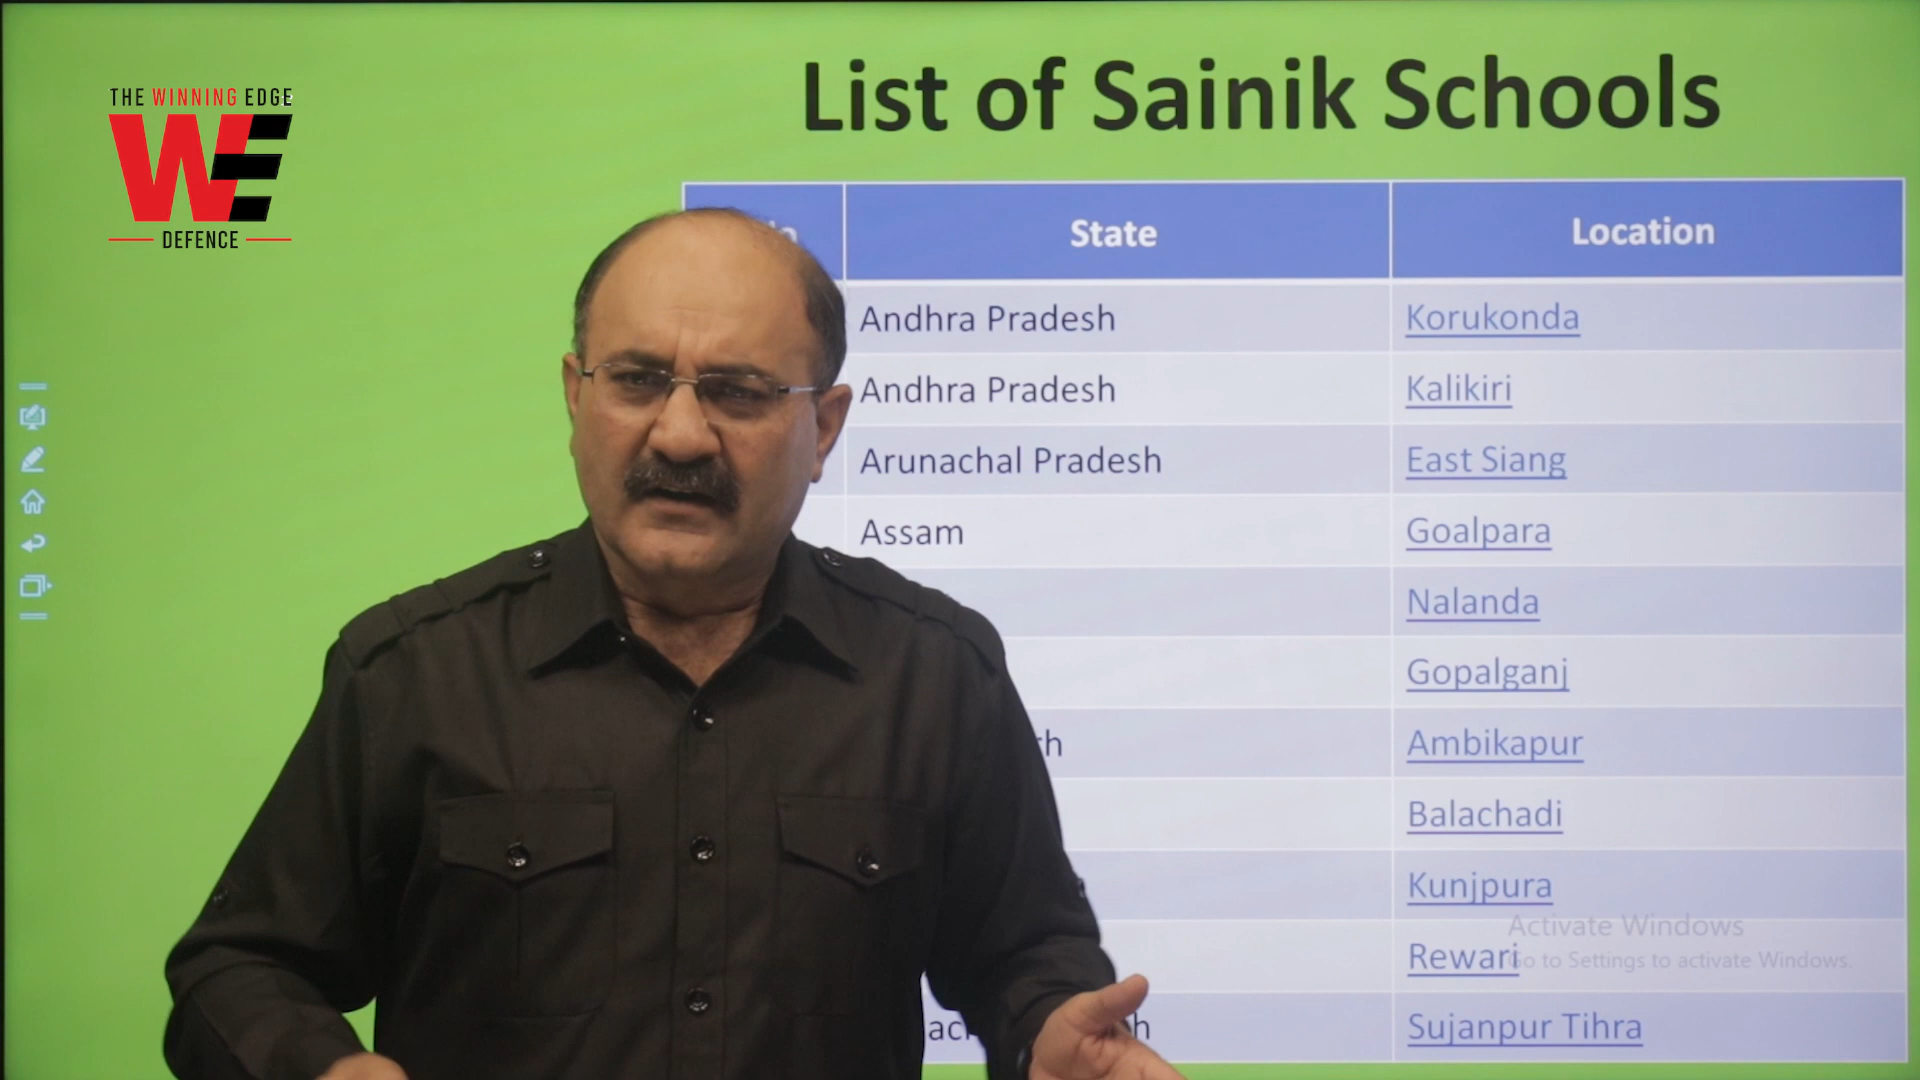 THE WINNING EDGE
WE
DEFENCE
List of Sainik Schools
State Location
Andhra Pradesh Korukonda
Andhra Pradesh Kalikiri
Arunachal Pradesh East Siang
Assam Goalpara
Nalanda
Gopalganj
Ambikapur
Balachadi
Kunjpura
Activate Windows
Rewari
Go to Settings to activate Windows.
Sujanpur Tihra